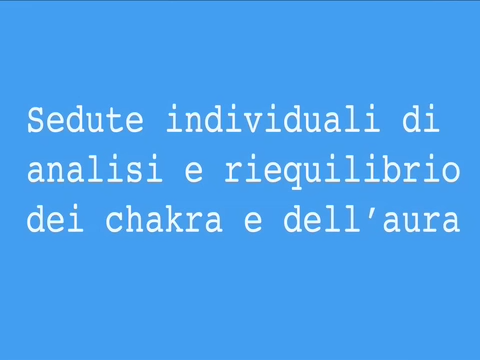 Sedute individuali di
analisi e riequilibrio
dei chakra e dell’aura